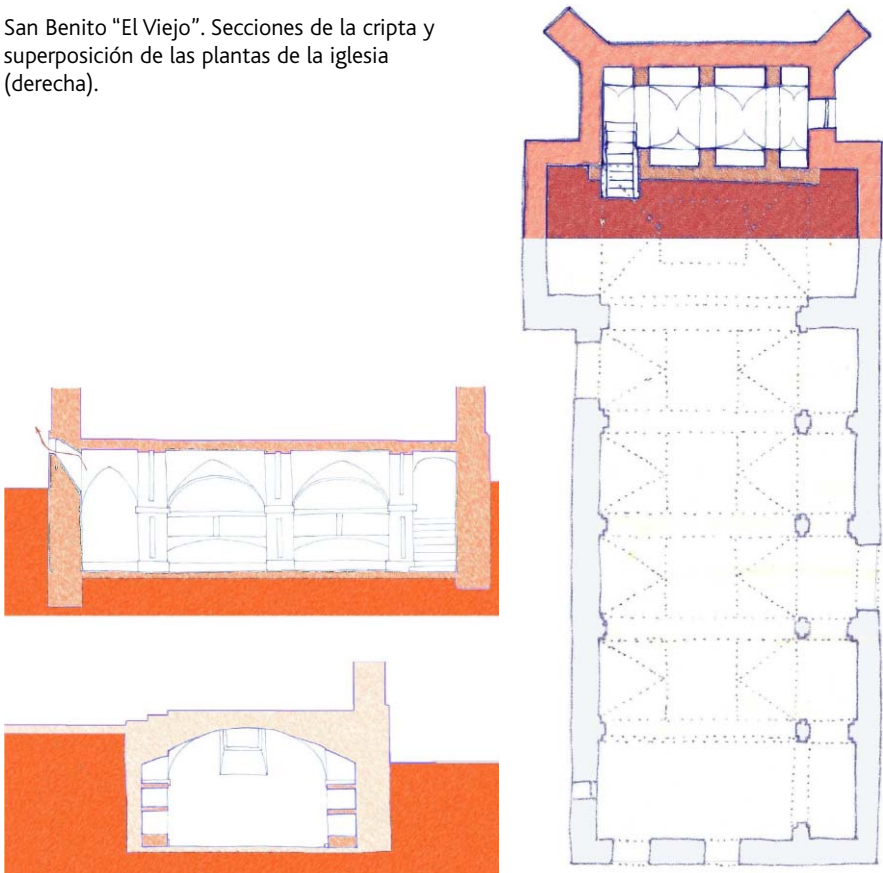 San Benito “El Viejo”. Secciones de la cripta y
superposición de las plantas de la iglesia
(derecha).